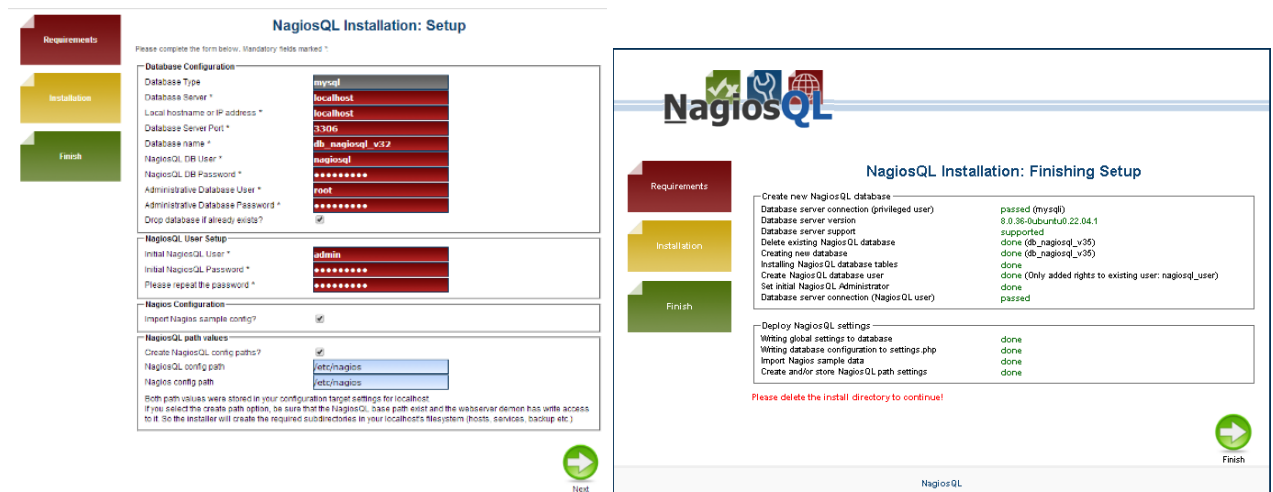 NagiosQL Installation: Setup
Requirements
Installation
Finish
Please complete the form below. Mandatory fields marked *
Database Configuration
Database Type mysql
Database Server * localhost
Local hostname or IP address * localhost
Database Server Port * 3306
Database name * db_nagiosql_v32
NagiosQL DB User * nagiosql
NagiosQL DB Password * •••••••••
Administrative Database User * root
Administrative Database Password * •••••••••
Drop database if already exists?
NagiosQL User Setup
Initial NagiosQL User * admin
Initial NagiosQL Password * •••••••••
Please repeat the password * •••••••••
Nagios Configuration
Import Nagios sample config?
NagiosQL path values
Create NagiosQL config paths?
NagiosQL config path /etc/nagios
Nagios config path /etc/nagios
Both path values were stored in your configuration target settings for localhost.
If you select the create path option, be sure that the NagiosQL base path exist and the webserver demon has write access
to it. So the installer will create the required subdirectories in your localhost's filesystem (hosts, services, backup etc.)
Next
NagiosQL
NagiosQL Installation: Finishing Setup
Requirements
Installation
Finish
Create new NagiosQL database
Database server connection (privileged user) passed (mysqli)
Database server version 8.0.36-0ubuntu0.22.04.1
Database server support supported
Delete existing NagiosQL database done (db_nagiosql_v35)
Creating new database done (db_nagiosql_v35)
Installing NagiosQL database tables done
Create NagiosQL database user done (Only added rights to existing user: nagiosql_user)
Set initial NagiosQL Administrator done
Database server connection (NagiosQL user) passed
Deploy NagiosQL settings
Writing global settings to database done
Writing database configuration to settings.php done
Import Nagios sample data done
Create and/or store NagiosQL path settings done
Please delete the install directory to continue!
Finish
NagiosQL